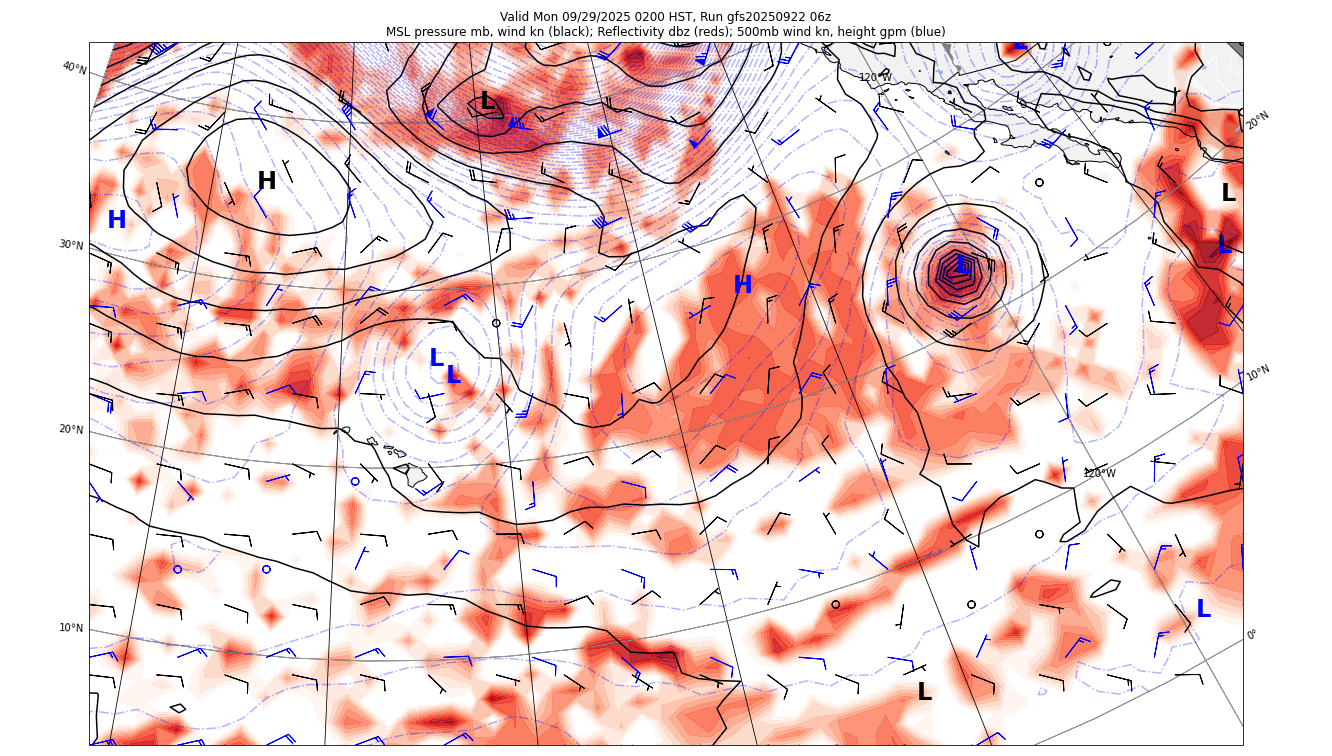 Valid Mon 09/29/2025 0200 HST, Run gfs20250922 06z
MSL pressure mb, wind kn (black); Reflectivity dbz (reds); 500mb wind kn, height gpm (blue)
L
40°N
120°W
L
20°N
H
L
H
30°N
L
L
H
L
L
10°N
20°N
120°W
L
10°N
0°
L